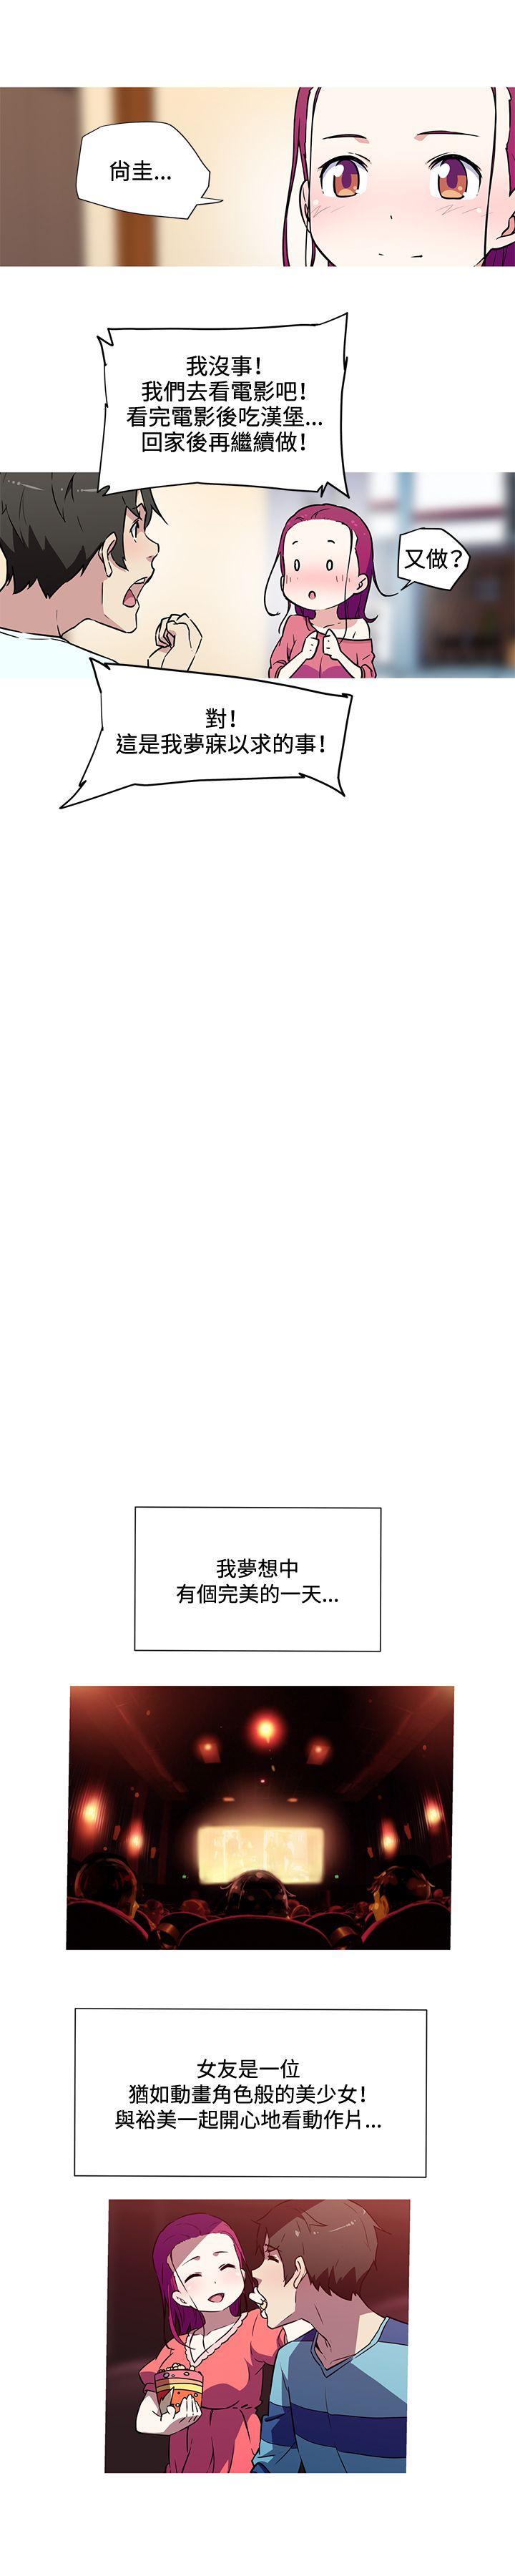 尙圭...
我沒事!
我們去看電影吧!
看完電影後吃漢堡...
回家後再繼續做!
又做?
對!
這是我夢寐以求的事!
我夢想中
有個完美的一天...
女友是一位
猶如動畫角色般的美少女!
與裕美一起開心地看動作片...